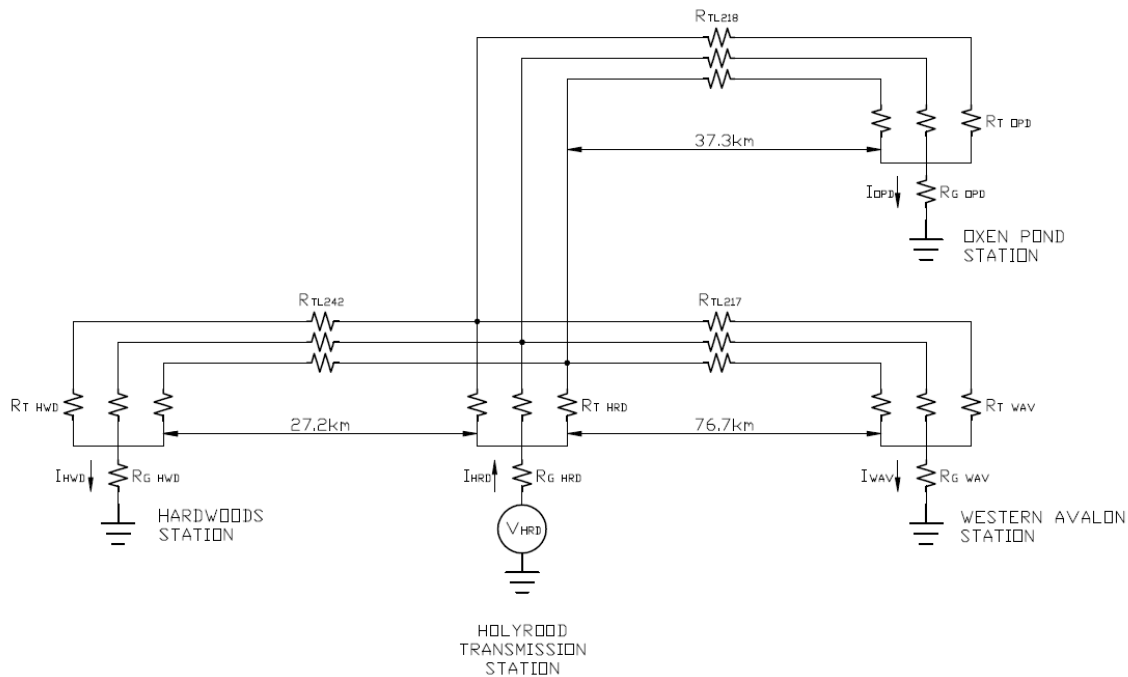 RTL218
RT OPD
37.3km
IOPD
RG OPD
OXEN POND
STATION
RTL242
RTL217
RT HWD
RT HRD
RT WAV
27.2km
76.7km
IHWD
RG HWD
IHRD
RG HRD
IWAV
RG WAV
HARDWOODS
STATION
VHRD
WESTERN AVALON
STATION
HOLYROOD
TRANSMISSION
STATION